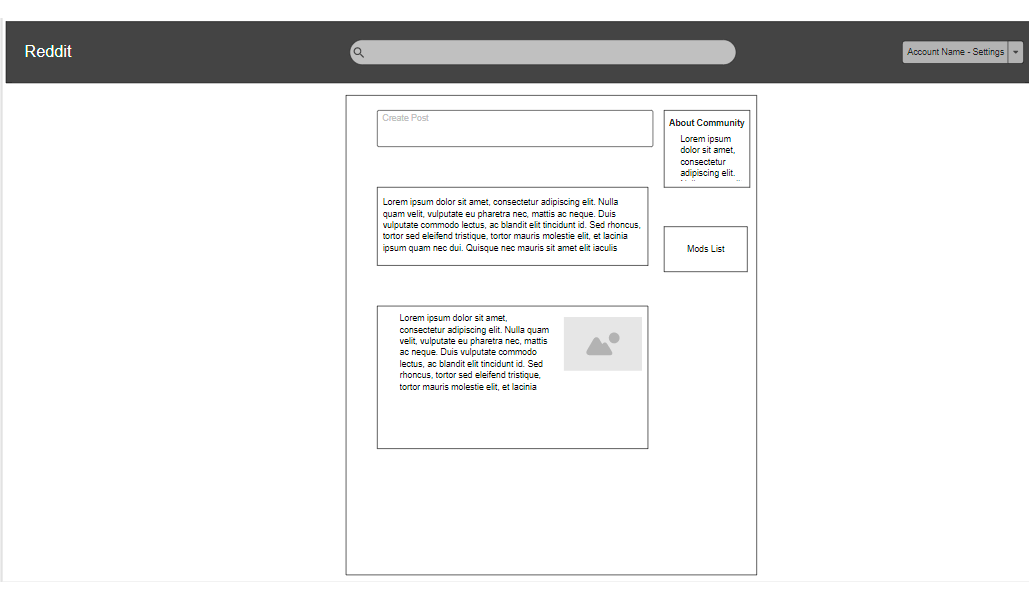 Reddit
Account Name - Settings
Create Post
About Community
Lorem ipsum
dolor sit amet,
consectetur
adipiscing elit.
Lorem ipsum dolor sit amet, consectetur adipiscing elit. Nulla
quam velit, vulputate eu pharetra nec, mattis ac neque. Duis
vulputate commodo lectus, ac blandit elit tincidunt id. Sed rhoncus,
tortor sed eleifend tristique, tortor mauris molestie elit, et lacinia
ipsum quam nec dui. Quisque nec mauris sit amet elit iaculis
Mods List
Lorem ipsum dolor sit amet,
consectetur adipiscing elit. Nulla quam
velit, vulputate eu pharetra nec, mattis
ac neque. Duis vulputate commodo
lectus, ac blandit elit tincidunt id. Sed
rhoncus, tortor sed eleifend tristique,
tortor mauris molestie elit, et lacinia